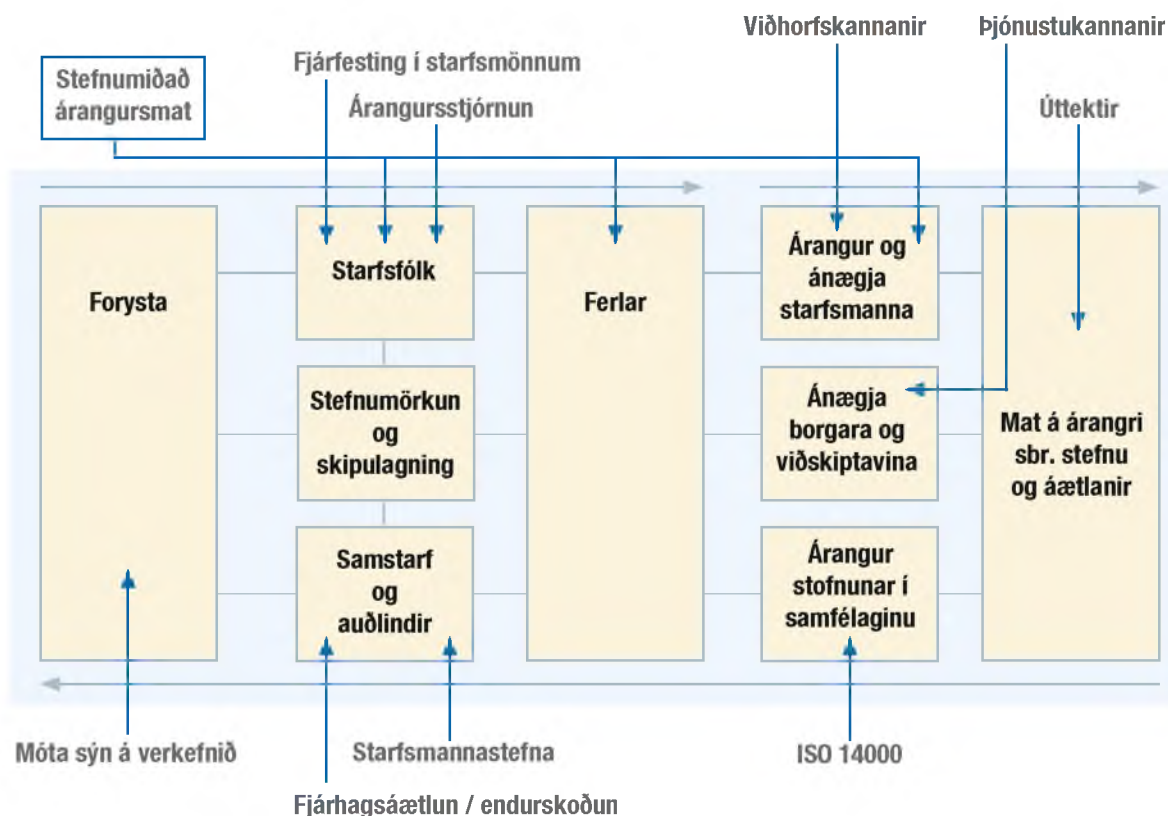 Viðhorfskannanir
Þjónustukannanir
Fjárfesting í starfsmönnum
Stefnumiðað
árangursmat
Árangursstjórnun
Úttektir
Forysta
Starfsfólk
Ferlar
Árangur og
ánægja
starfsmanna
Stefnumörkun
og
skipulagning
Ánægja
borgara og
viðskiptavina
Mat á árangri
sbr. stefnu
og áætlanir
Samstarf
og
auðlindir
Árangur
stofnunar í
samfélaginu
Móta sýn á verkefnið
Starfsmannastefna
ISO 14000
Fjárhagsáætlun / endurskoðun